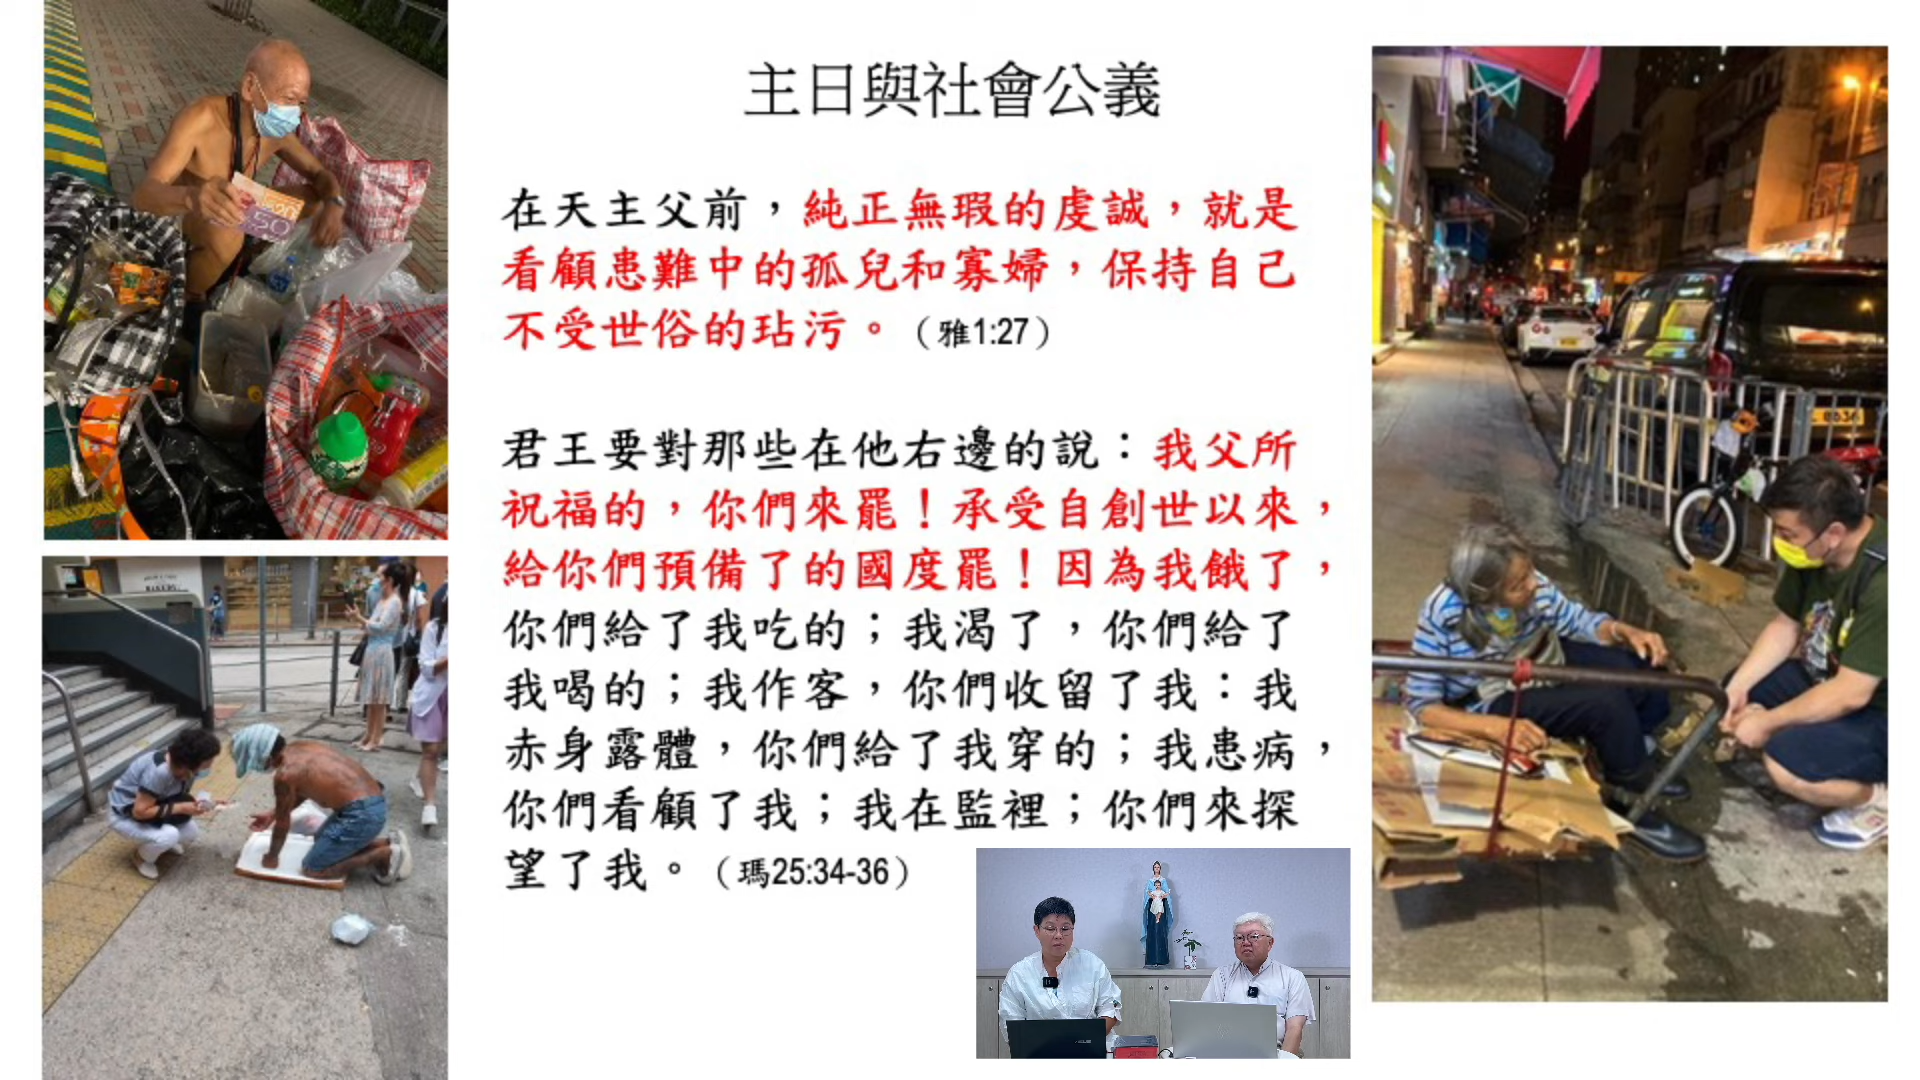 主日與社會公義
在天主父前，純正無瑕的虔誠，就是
看顧患難中的孤兒和寡婦，保持自己
不受世俗的玷污。（雅1:27）
君王要對那些在他右邊的說：我父所
祝福的，你們來罷！承受自創世以來，
給你們預備了的國度罷！因為我餓了，
你們給了我吃的；我渴了，你們給了
我喝的；我作客，你們收留了我：我
赤身露體，你們給了我穿的；我患病，
你們看顧了我；我在監裡；你們來探
望了我。（瑪25:34-36）